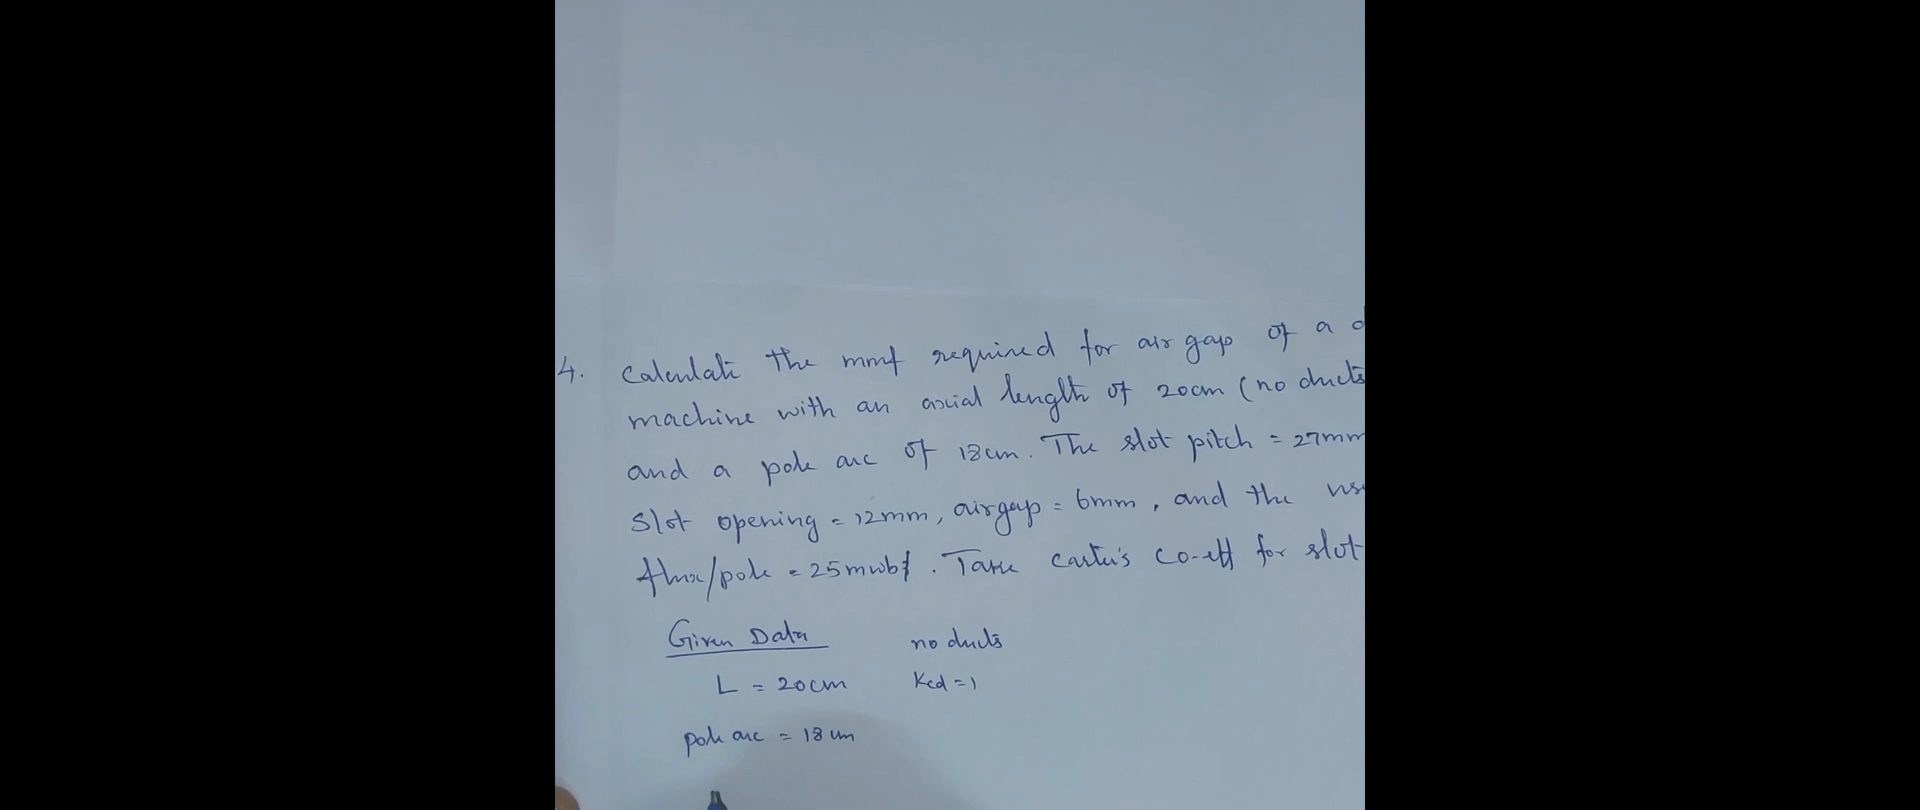 4. Calculate the mmf required for air gap of a d
machine with an axial length of 20cm (no ducts
and a pole arc of 18cm. The slot pitch = 27mm
slot opening = 12mm, airgap = 6mm, and the us
flux/pole = 25mwb. Take carter's co-eff for slot
Given Data no ducts
L = 20cm Kcd = 1
pole arc = 18cm